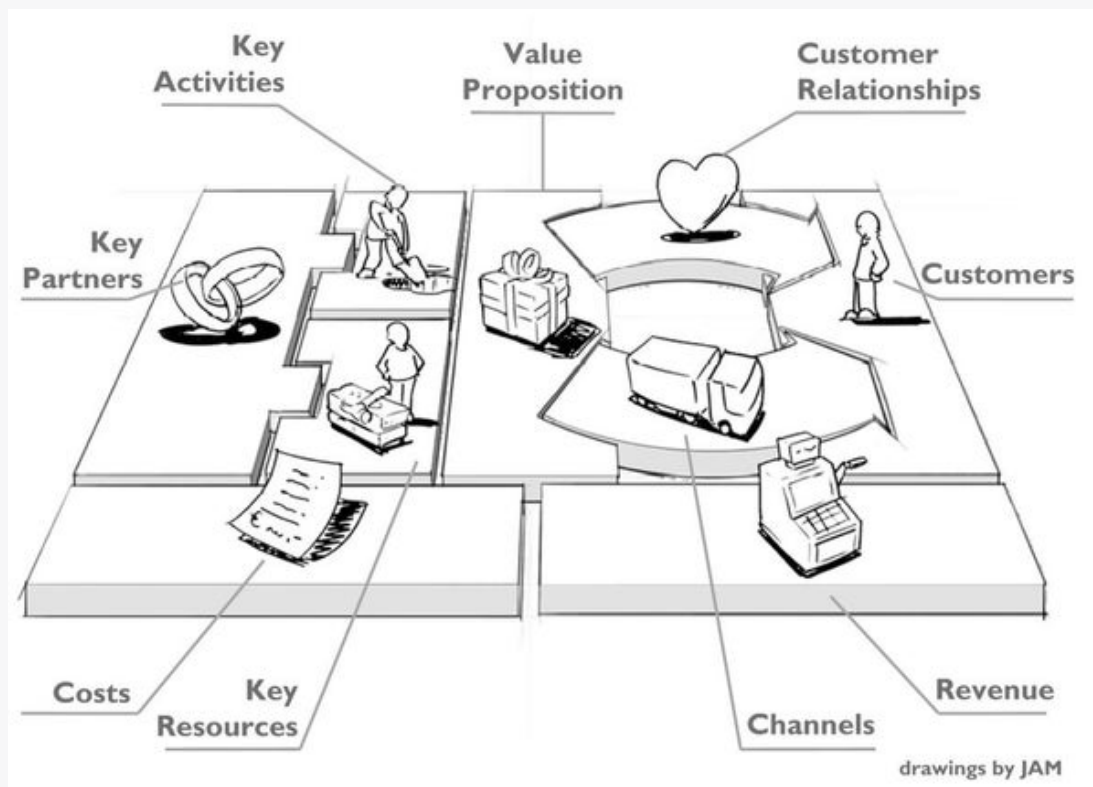 Key
Activities
Value
Proposition
Customer
Relationships
Key
Partners
Customers
Costs
Key
Resources
Channels
Revenue
drawings by JAM